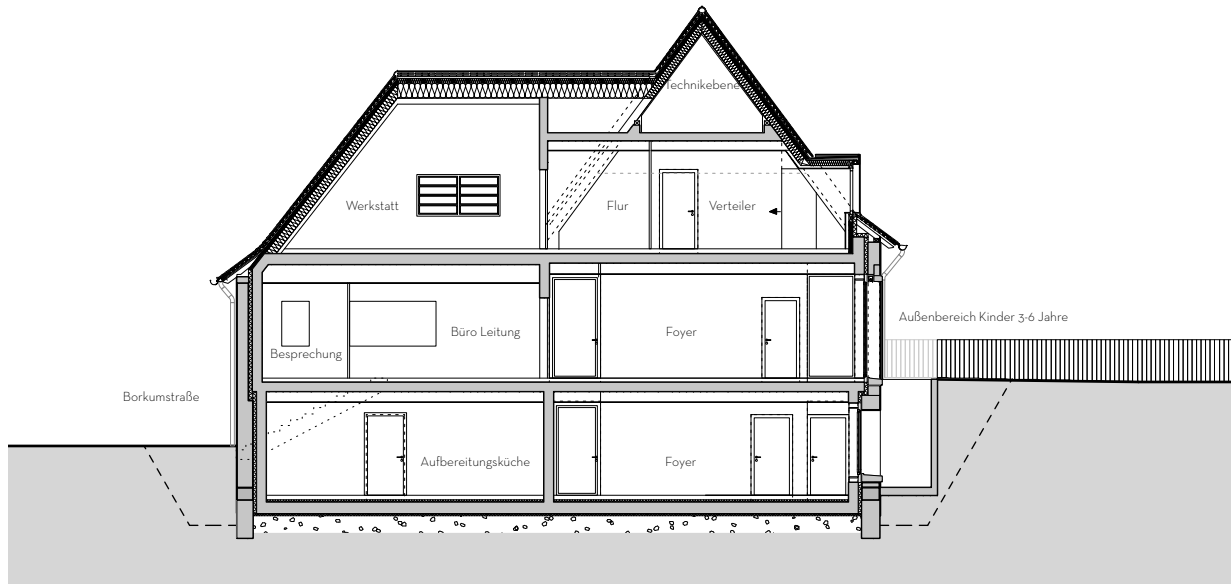 Technikebene
Werkstatt
Flur
Verteiler
Außenbereich Kinder 3-6 Jahre
Büro Leitung
Foyer
Besprechung
Borkumstraße
Aufbereitungsküche
Foyer